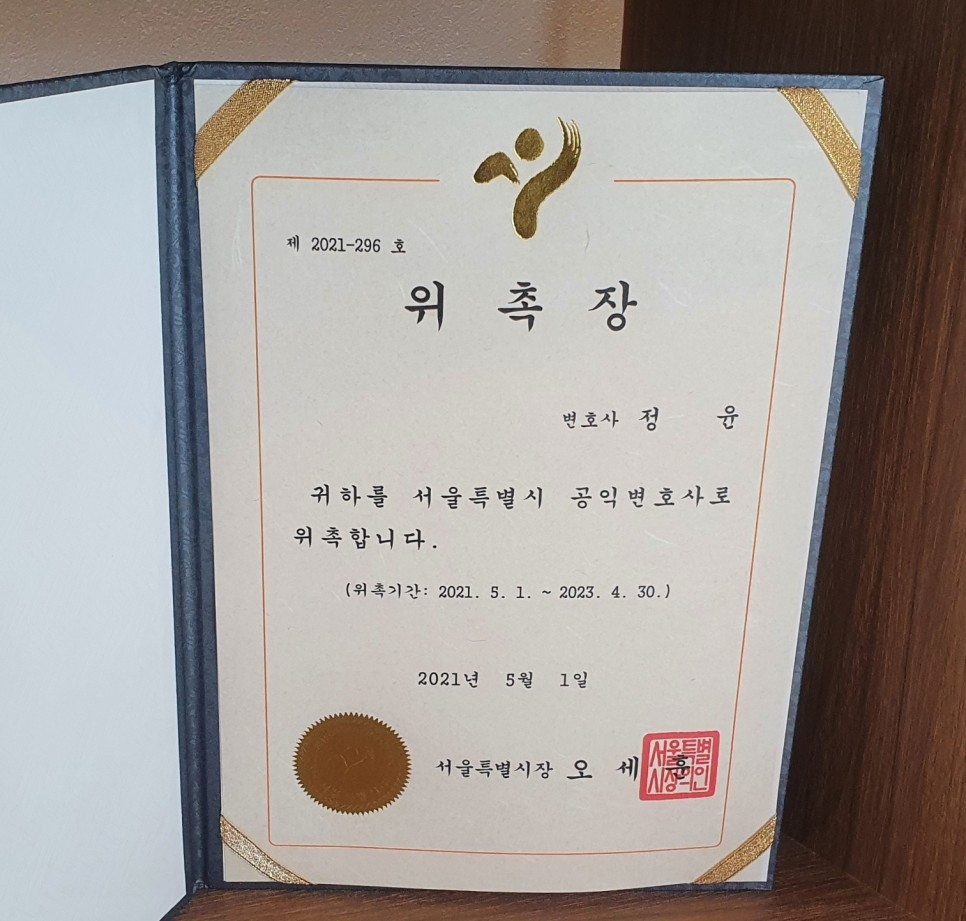 제 2021-296 호
위 촉 장
변호사 정 윤
귀하를 서울특별시 공익변호사로
위촉합니다.
(위촉기간: 2021. 5. 1. ~ 2023. 4. 30.)
2021년 5월 1일
서울특별시장 오 세 훈
서울특별
시장의인